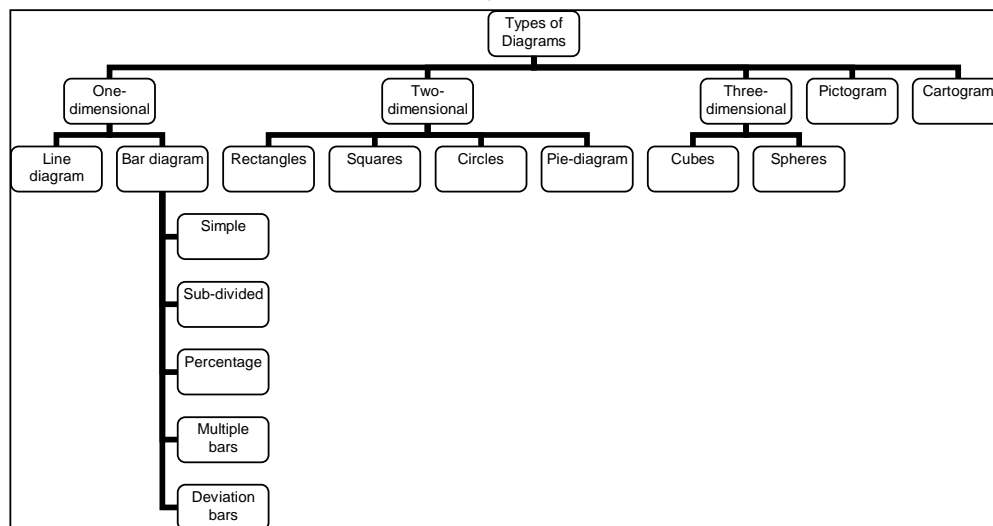 Types of
Diagrams
One-
dimensional
Two-
dimensional
Three-
dimensional
Pictogram
Cartogram
Line
diagram
Bar diagram
Rectangles
Squares
Circles
Pie-diagram
Cubes
Spheres
Simple
Sub-divided
Percentage
Multiple
bars
Deviation
bars